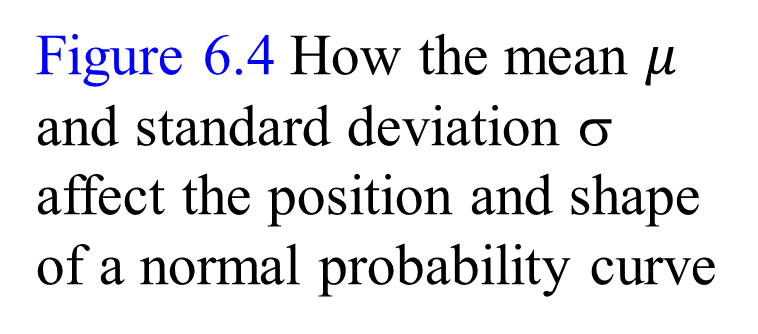 Figure 6.4 How the mean μ
and standard deviation σ
affect the position and shape
of a normal probability curve